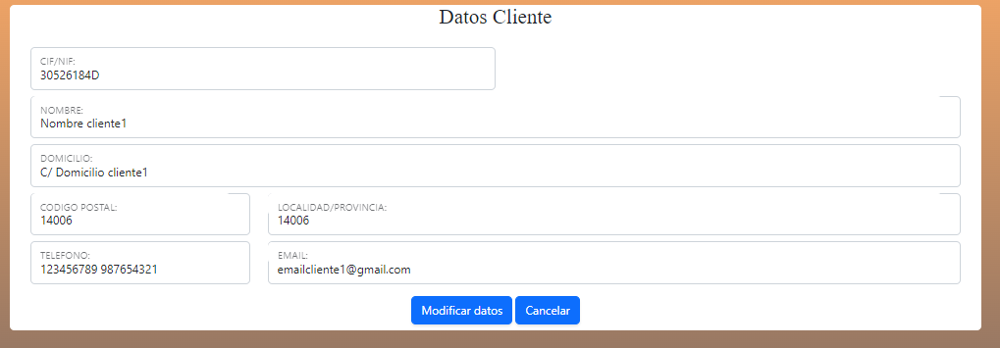 Datos Cliente
CIF/NIF:
30526184D
NOMBRE:
Nombre cliente1
DOMICILIO:
C/ Domicilio cliente1
CODIGO POSTAL:
14006
LOCALIDAD/PROVINCIA:
14006
TELEFONO:
123456789 987654321
EMAIL:
emailcliente1@gmail.com
Modificar datos
Cancelar